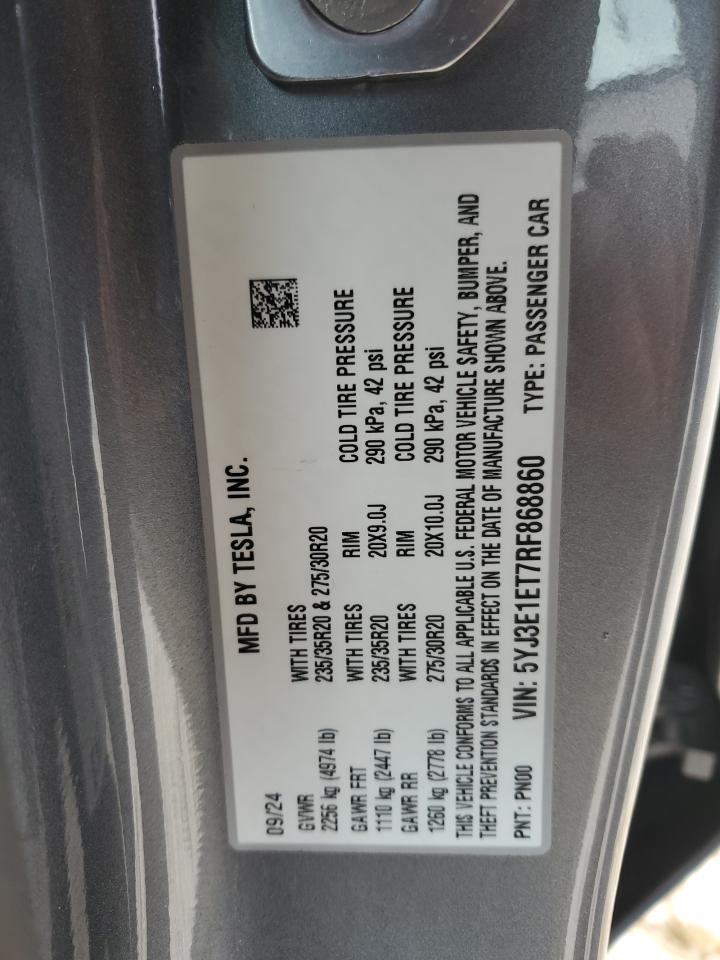 MFD BY TESLA, INC.
09/24
GVWR WITH TIRES
2256 kg (4974 lb) 235/35R20 & 275/30R20
GAWR FRT WITH TIRES RIM COLD TIRE PRESSURE
1110 kg (2447 lb) 235/35R20 20X9.0J 290 kPa, 42 psi
GAWR RR WITH TIRES RIM COLD TIRE PRESSURE
1260 kg (2778 lb) 275/30R20 20X10.0J 290 kPa, 42 psi
THIS VEHICLE CONFORMS TO ALL APPLICABLE U.S. FEDERAL MOTOR VEHICLE SAFETY, BUMPER, AND
THEFT PREVENTION STANDARDS IN EFFECT ON THE DATE OF MANUFACTURE SHOWN ABOVE.
PNT: PN00 VIN: 5YJ3E1ET7RF868860 TYPE: PASSENGER CAR